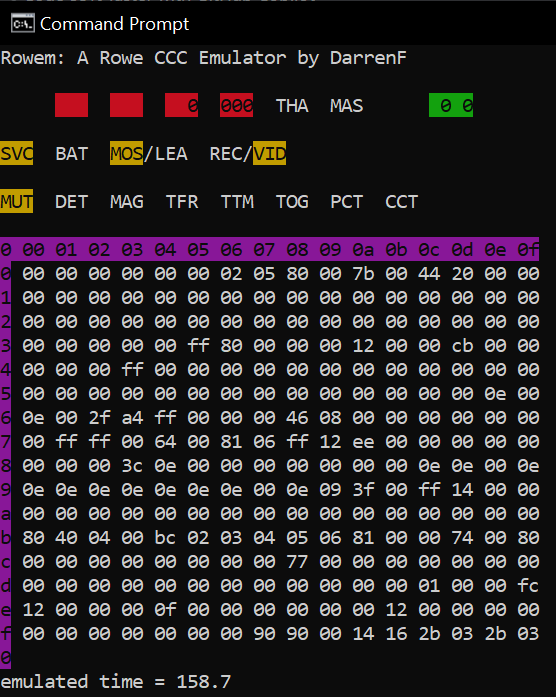 Command Prompt
Rowem: A Rowe CCC Emulator by DarrenF
0 000 THA MAS 0 0
SVC BAT MOS/LEA REC/VID
MUT DET MAG TFR TTM TOG PCT CCT
0 00 01 02 03 04 05 06 07 08 09 0a 0b 0c 0d 0e 0f
0 00 00 00 00 00 00 02 05 80 00 7b 00 44 20 00 00
1 00 00 00 00 00 00 00 00 00 00 00 00 00 00 00 00
2 00 00 00 00 00 00 00 00 00 00 00 00 00 00 00 00
3 00 00 00 00 00 ff 80 00 00 00 12 00 00 cb 00 00
4 00 00 00 ff 00 00 00 00 00 00 00 00 00 00 00 00
5 00 00 00 00 00 00 00 00 00 00 00 00 00 00 0e 00
6 0e 00 2f a4 ff 00 00 00 46 08 00 00 00 00 00 00
7 00 ff ff 00 64 00 81 06 ff 12 ee 00 00 00 00 00
8 00 00 00 3c 0e 00 00 00 00 00 00 00 0e 0e 00 0e
9 0e 0e 0e 0e 0e 0e 0e 00 0e 09 3f 00 ff 14 00 00
a 00 00 00 00 00 00 00 00 00 00 00 00 00 00 00 00
b 80 40 04 00 bc 02 03 04 05 06 81 00 00 74 00 80
c 00 00 00 00 00 00 00 00 77 00 00 00 00 00 00 00
d 00 00 00 00 00 00 00 00 00 00 00 00 01 00 00 fc
e 12 00 00 00 0f 00 00 00 00 00 00 12 00 00 00 00
f 00 00 00 00 00 00 90 90 00 14 16 2b 03 2b 03
0
emulated time = 158.7